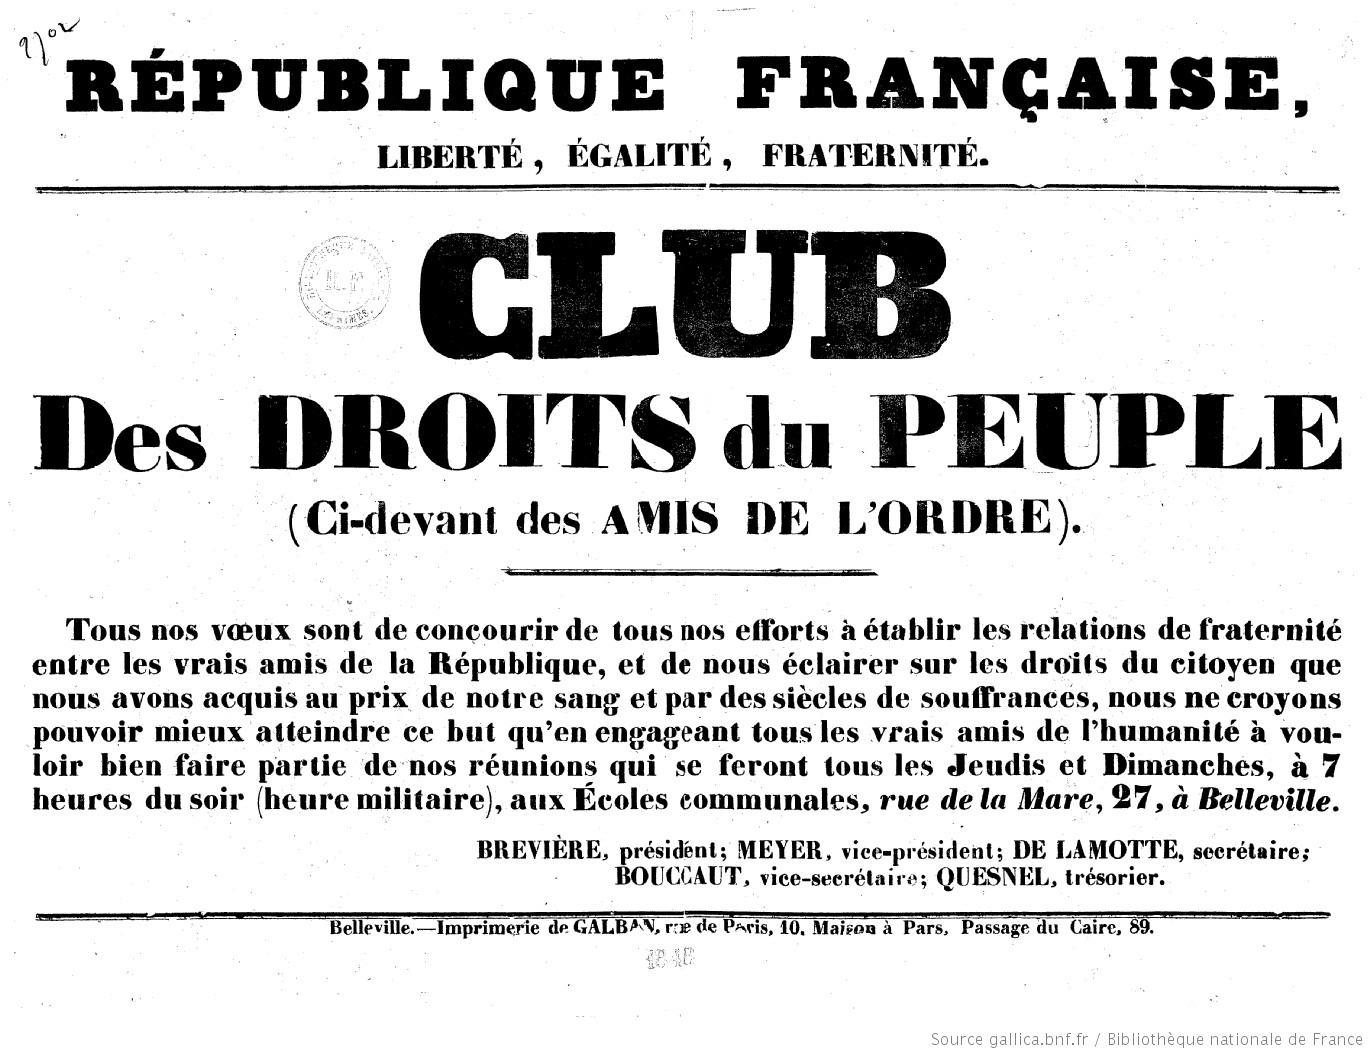 RÉPUBLIQUE FRANÇAISE,
LIBERTÉ, ÉGALITÉ, FRATERNITÉ.
CLUB
Des DROITS du PEUPLE
(Ci-devant des AMIS DE L'ORDRE).
Tous nos vœux sont de concourir de tous nos efforts à établir les relations de fraternité
entre les vrais amis de la République, et de nous éclairer sur les droits du citoyen que
nous avons acquis au prix de notre sang et par des siècles de souffrances, nous ne croyons
pouvoir mieux atteindre ce but qu'en engageant tous les vrais amis de l'humanité à vou-
loir bien faire partie de nos réunions qui se feront tous les Jeudis et Dimanches, à 7
heures du soir (heure militaire), aux Écoles communales, rue de la Mare, 27, à Belleville.
BREVIÈRE, président; MEYER, vice-président; DE LAMOTTE, secrétaire;
BOUCCAUT, vice-secrétaire; QUESNEL, trésorier.
Belleville.—Imprimerie de GALBAN, rue de Paris, 10. Maison à Pars, Passage du Caire, 89.
1848
Source gallica.bnf.fr / Bibliothèque nationale de France